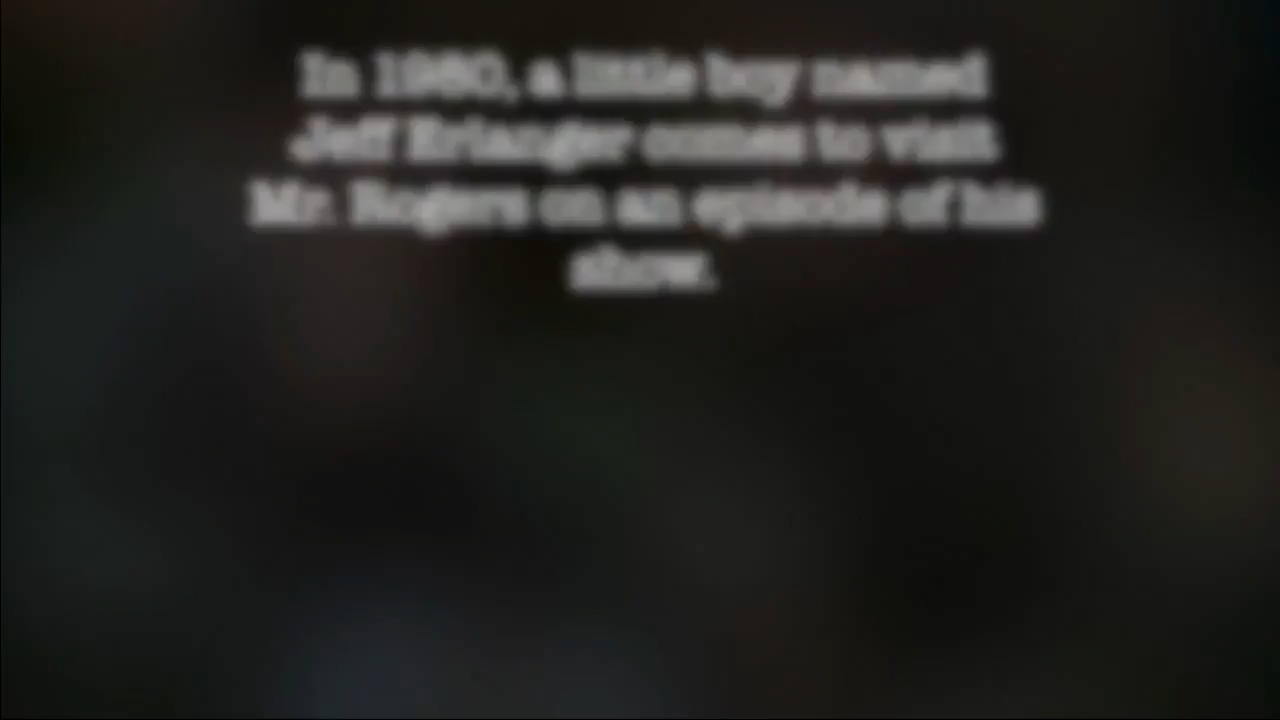 In 1980, a little boy named
Jeff Erlanger comes to visit
Mr. Rogers on an episode of his
show.